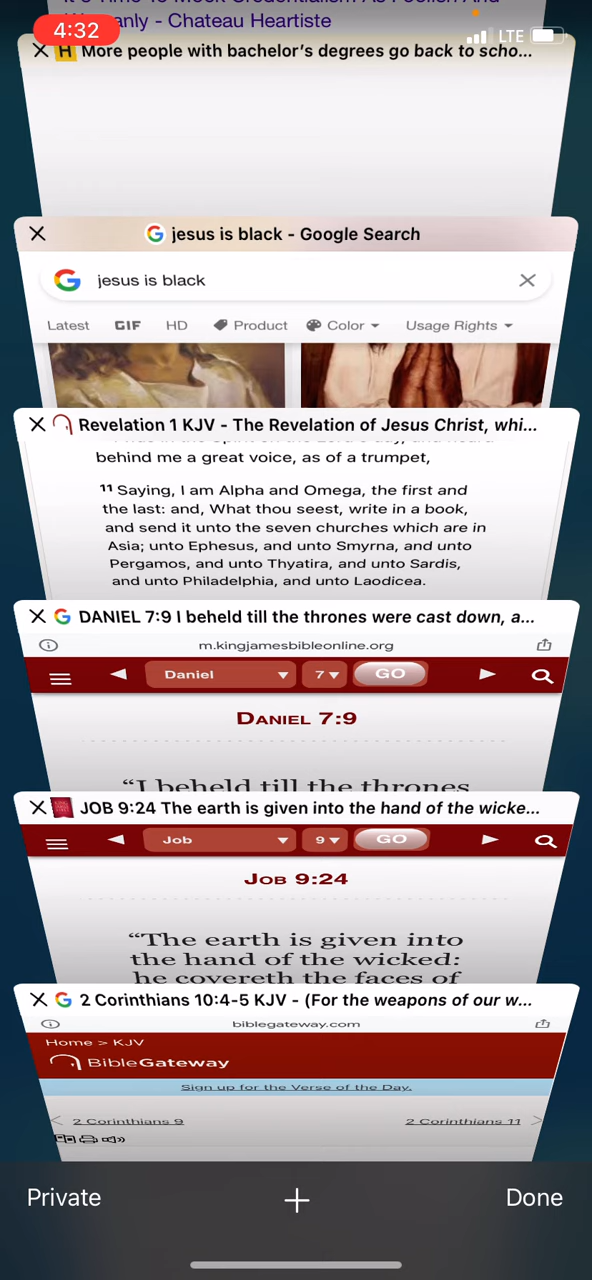 4:32
LTE
It's Time To Mock Credentialism As Foolish And
anly - Chateau Heartiste
H More people with bachelor's degrees go back to scho...
jesus is black - Google Search
jesus is black
Latest GIF HD Product Color Usage Rights
Revelation 1 KJV - The Revelation of Jesus Christ, whi...
behind me a great voice, as of a trumpet,
11 Saying, I am Alpha and Omega, the first and
the last: and, What thou seest, write in a book,
and send it unto the seven churches which are in
Asia; unto Ephesus, and unto Smyrna, and unto
Pergamos, and unto Thyatira, and unto Sardis,
and unto Philadelphia, and unto Laodicea.
DANIEL 7:9 I beheld till the thrones were cast down, a...
m.kingjamesbibleonline.org
Daniel 7 GO
DANIEL 7:9
“I beheld till the thrones
JOB 9:24 The earth is given into the hand of the wicke...
Job 9 GO
JOB 9:24
“The earth is given into
the hand of the wicked:
he covereth the faces of
2 Corinthians 10:4-5 KJV - (For the weapons of our w...
biblegateway.com
Home > KJV
BibleGateway
Sign up for the Verse of the Day.
2 Corinthians 9 2 Corinthians 11
Private + Done